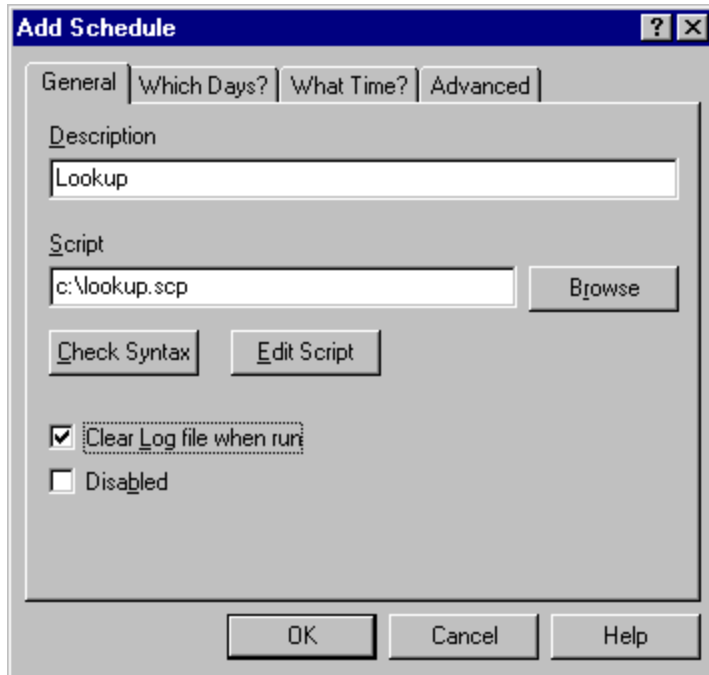 Add Schedule
General Which Days? What Time? Advanced
Description
Lookup
Script
c:\lookup.scp Browse
Check Syntax Edit Script
Clear Log file when run
Disabled
OK Cancel Help